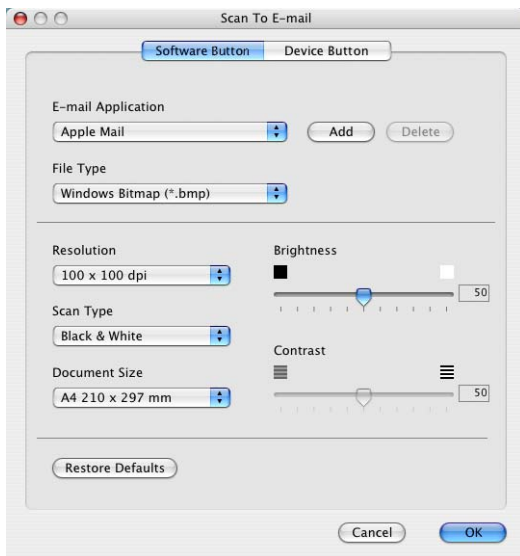 Scan To E-mail
Software Button Device Button
E-mail Application
Apple Mail Add Delete
File Type
Windows Bitmap (*.bmp)
Resolution
100 x 100 dpi
Scan Type
Black & White
Document Size
A4 210 x 297 mm
Brightness
50
Contrast
50
Restore Defaults
Cancel OK